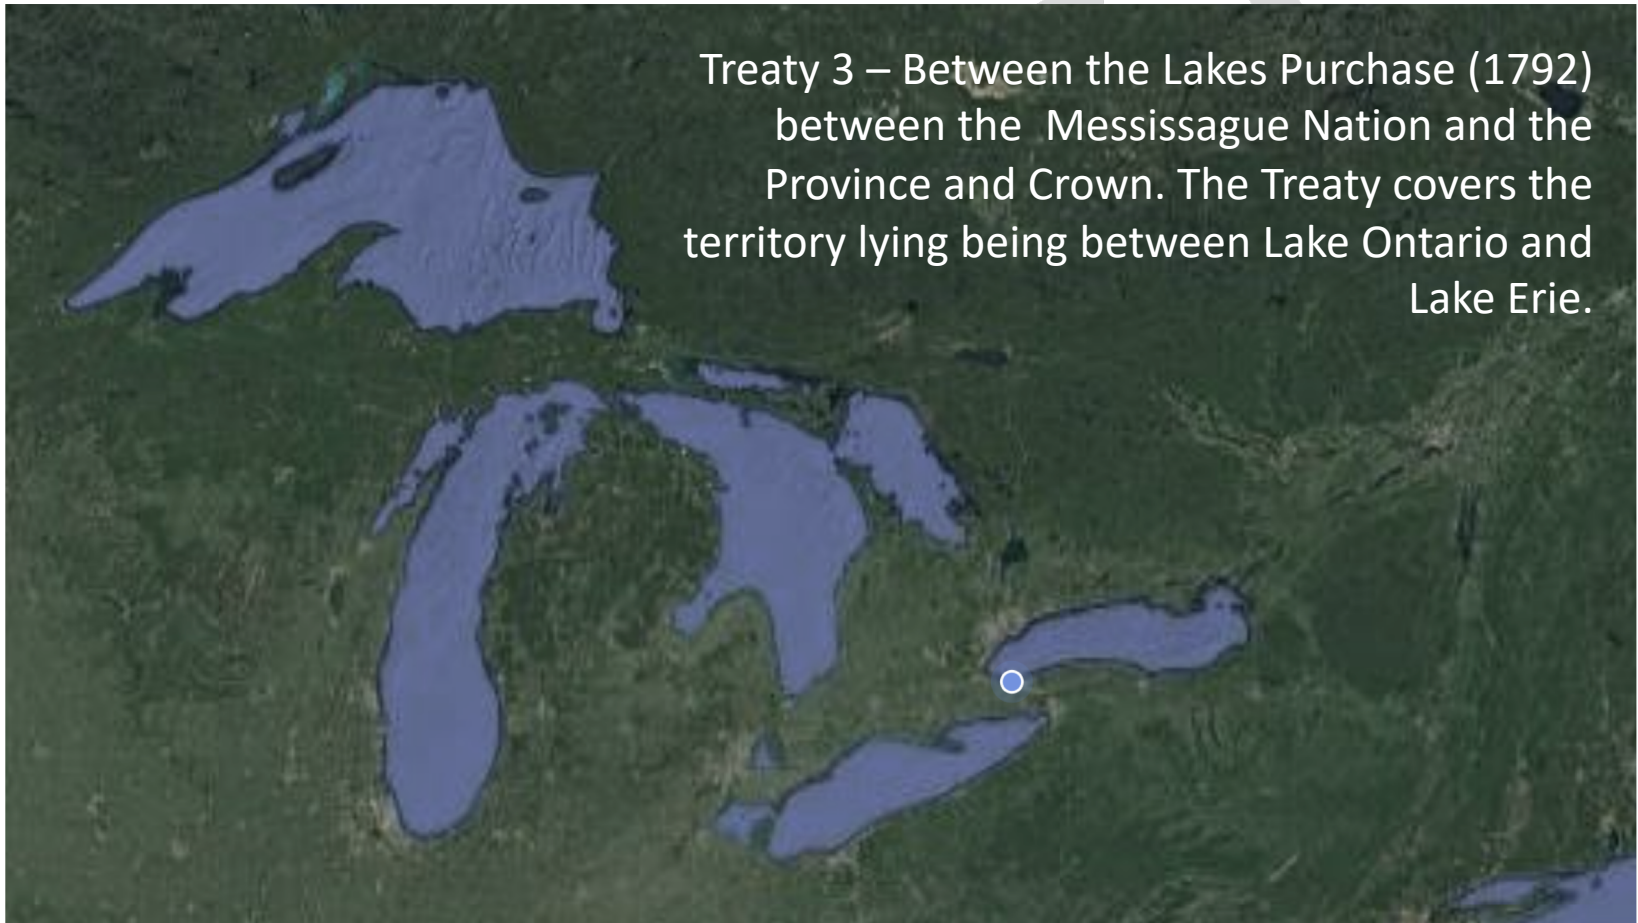 Treaty 3 – Between the Lakes Purchase (1792)
between the  Messissague Nation and the
Province and Crown. The Treaty covers the
territory lying being between Lake Ontario and
Lake Erie.